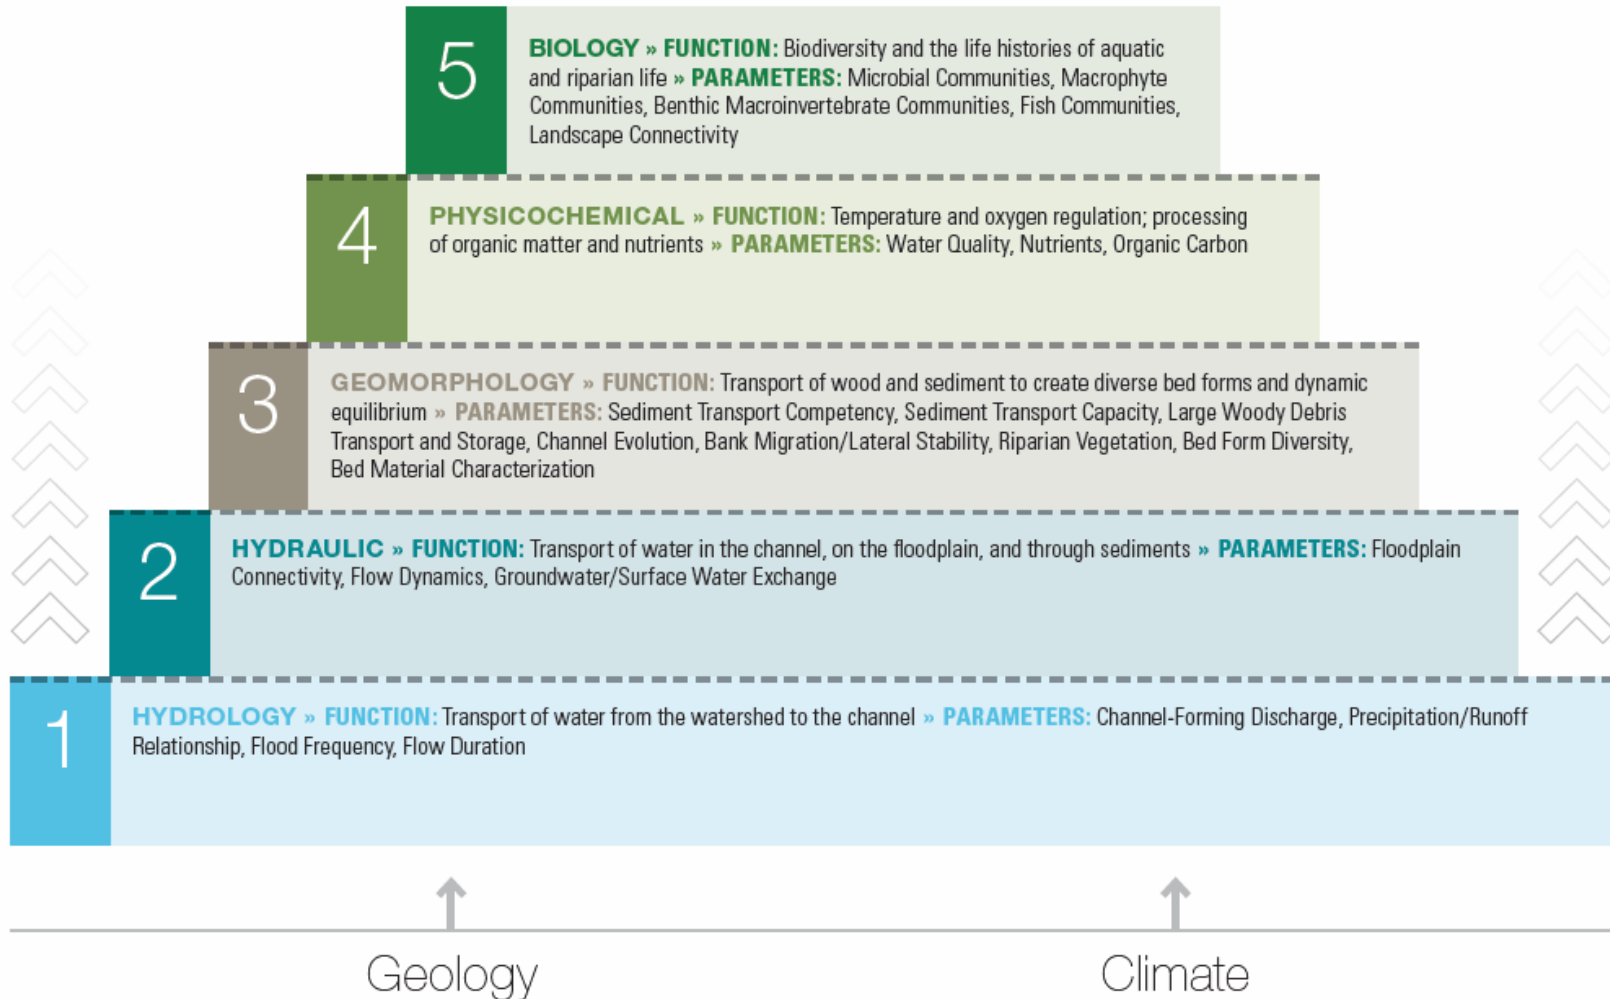 5
BIOLOGY » FUNCTION: Biodiversity and the life histories of aquatic
and riparian life » PARAMETERS: Microbial Communities, Macrophyte
Communities, Benthic Macroinvertebrate Communities, Fish Communities,
Landscape Connectivity
4
PHYSICOCHEMICAL » FUNCTION: Temperature and oxygen regulation; processing
of organic matter and nutrients » PARAMETERS: Water Quality, Nutrients, Organic Carbon
3
GEOMORPHOLOGY » FUNCTION: Transport of wood and sediment to create diverse bed forms and dynamic
equilibrium » PARAMETERS: Sediment Transport Competency, Sediment Transport Capacity, Large Woody Debris
Transport and Storage, Channel Evolution, Bank Migration/Lateral Stability, Riparian Vegetation, Bed Form Diversity,
Bed Material Characterization
2
HYDRAULIC » FUNCTION: Transport of water in the channel, on the floodplain, and through sediments » PARAMETERS: Floodplain
Connectivity, Flow Dynamics, Groundwater/Surface Water Exchange
1
HYDROLOGY » FUNCTION: Transport of water from the watershed to the channel » PARAMETERS: Channel-Forming Discharge, Precipitation/Runoff
Relationship, Flood Frequency, Flow Duration
Geology
Climate